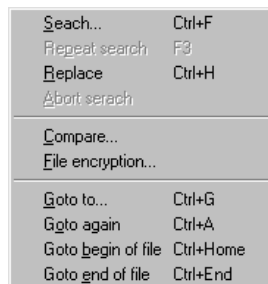 Seach... Ctrl+F
Repeat search F3
Replace Ctrl+H
Abort serach
Compare...
File encryption...
Goto to... Ctrl+G
Goto again Ctrl+A
Goto begin of file Ctrl+Home
Goto end of file Ctrl+End